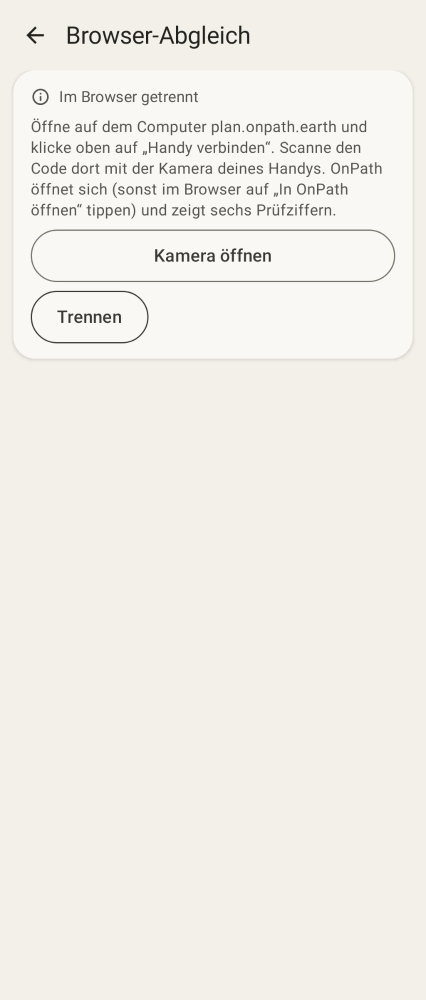 Browser-Abgleich
Im Browser getrennt
Öffne auf dem Computer plan.onpath.earth und
klicke oben auf „Handy verbinden“. Scanne den
Code dort mit der Kamera deines Handys. OnPath
öffnet sich (sonst im Browser auf „In OnPath
öffnen“ tippen) und zeigt sechs Prüfziffern.
Kamera öffnen
Trennen